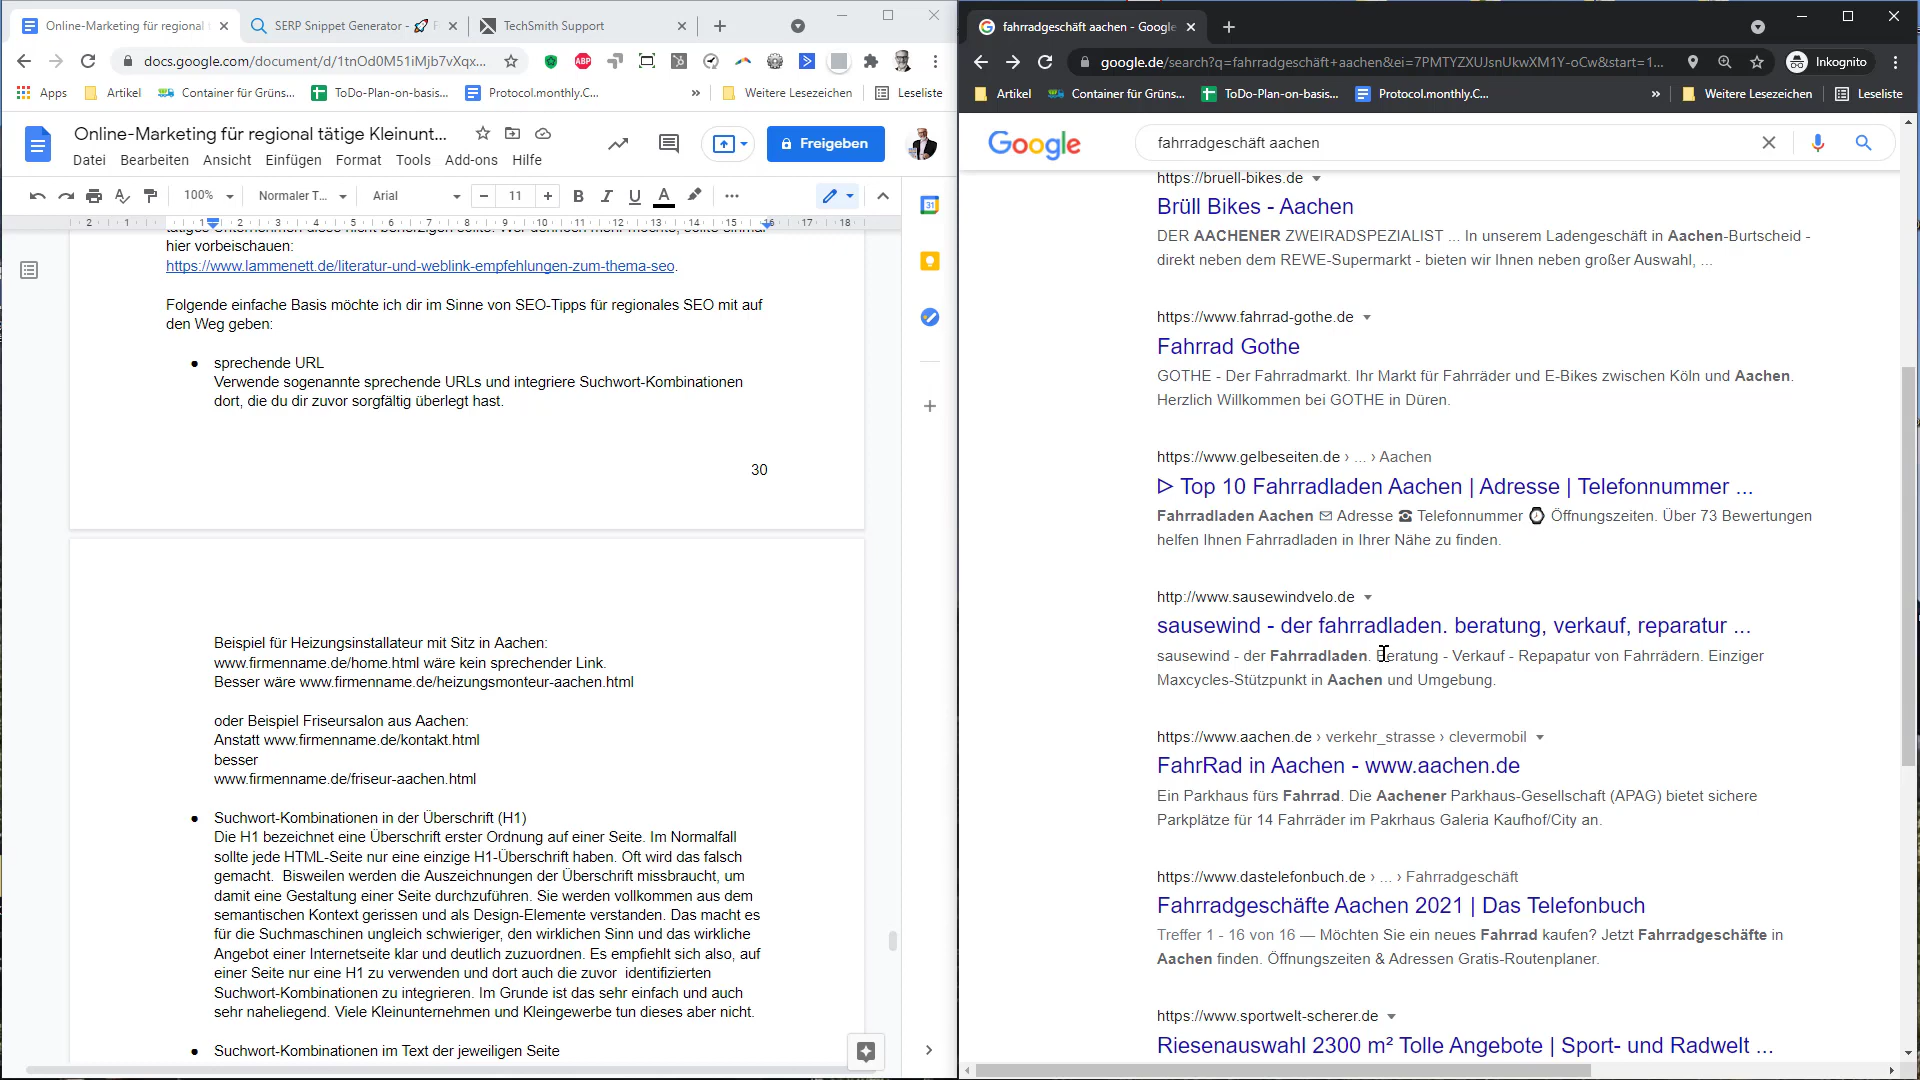 Online-Marketing für regional
SERP Snippet Generator -
TechSmith Support
docs.google.com/document/d/1tnOd0M51iMjb7vXqx...
Apps
Artikel
Container für Grüns...
ToDo-Plan-on-basis...
Protocol.monthly.C...
»
Weitere Lesezeichen
Leseliste
Online-Marketing für regional tätige Kleinunt...
Freigeben
Datei Bearbeiten Ansicht Einfügen Format Tools Add-ons Hilfe
100% Normaler T... Arial 11
hier vorbeischauen:
https://www.lammenett.de/literatur-und-weblink-empfehlungen-zum-thema-seo.
Folgende einfache Basis möchte ich dir im Sinne von SEO-Tipps für regionales SEO mit auf
den Weg geben:
● sprechende URL
Verwende sogenannte sprechende URLs und integriere Suchwort-Kombinationen
dort, die du dir zuvor sorgfältig überlegt hast.
30
Beispiel für Heizungsinstallateur mit Sitz in Aachen:
www.firmenname.de/home.html wäre kein sprechender Link.
Besser wäre www.firmenname.de/heizungsmonteur-aachen.html
oder Beispiel Friseursalon aus Aachen:
Anstatt www.firmenname.de/kontakt.html
besser
www.firmenname.de/friseur-aachen.html
● Suchwort-Kombinationen in der Überschrift (H1)
Die H1 bezeichnet eine Überschrift erster Ordnung auf einer Seite. Im Normalfall
sollte jede HTML-Seite nur eine einzige H1-Überschrift haben. Oft wird das falsch
gemacht. Bisweilen werden die Auszeichnungen der Überschrift missbraucht, um
damit eine Gestaltung einer Seite durchzuführen. Sie werden vollkommen aus dem
semantischen Kontext gerissen und als Design-Elemente verstanden. Das macht es
für die Suchmaschinen ungleich schwieriger, den wirklichen Sinn und das wirkliche
Angebot einer Internetseite klar und deutlich zuzuordnen. Es empfiehlt sich also, auf
einer Seite nur eine H1 zu verwenden und dort auch die zuvor identifizierten
Suchwort-Kombinationen zu integrieren. Im Grunde ist das sehr einfach und auch
sehr naheliegend. Viele Kleinunternehmen und Kleingewerbe tun dieses aber nicht.
● Suchwort-Kombinationen im Text der jeweiligen Seite
fahrradgeschäft aachen - Google
google.de/search?q=fahrradgeschäft+aachen&ei=7PMTYZXUJsnUkwXM1Y-oCw&start=1...
Inkognito
Artikel
Container für Grüns...
ToDo-Plan-on-basis...
Protocol.monthly.C...
»
Weitere Lesezeichen
Leseliste
Google
fahrradgeschäft aachen
https://bruell-bikes.de
Brüll Bikes - Aachen
DER AACHENER ZWEIRADSPEZIALIST ... In unserem Ladengeschäft in Aachen-Burtscheid -
direkt neben dem REWE-Supermarkt - bieten wir Ihnen neben großer Auswahl, ...
https://www.fahrrad-gothe.de
Fahrrad Gothe
GOTHE - Der Fahrradmarkt. Ihr Markt für Fahrräder und E-Bikes zwischen Köln und Aachen.
Herzlich Willkommen bei GOTHE in Düren.
https://www.gelbeseiten.de › ... › Aachen
▷ Top 10 Fahrradladen Aachen | Adresse | Telefonnummer ...
Fahrradladen Aachen ✉ Adresse ☎ Telefonnummer ⌚ Öffnungszeiten. Über 73 Bewertungen
helfen Ihnen Fahrradladen in Ihrer Nähe zu finden.
http://www.sausewindvelo.de
sausewind - der fahrradladen. beratung, verkauf, reparatur ...
sausewind - der Fahrradladen. Beratung - Verkauf - Repapatur von Fahrrädern. Einziger
Maxcycles-Stützpunkt in Aachen und Umgebung.
https://www.aachen.de › verkehr_strasse › clevermobil
FahrRad in Aachen - www.aachen.de
Ein Parkhaus fürs Fahrrad. Die Aachener Parkhaus-Gesellschaft (APAG) bietet sichere
Parkplätze für 14 Fahrräder im Pakrhaus Galeria Kaufhof/City an.
https://www.dastelefonbuch.de › ... › Fahrradgeschäft
Fahrradgeschäfte Aachen 2021 | Das Telefonbuch
Treffer 1 - 16 von 16 — Möchten Sie ein neues Fahrrad kaufen? Jetzt Fahrradgeschäfte in
Aachen finden. Öffnungszeiten & Adressen Gratis-Routenplaner.
https://www.sportwelt-scherer.de
Riesenauswahl 2300 m² Tolle Angebote | Sport- und Radwelt ...